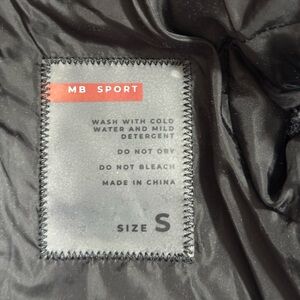 MB SPORT
WASH WITH COLD
WATER AND MILD
DETERGENT
DO NOT DRY
DO NOT BLEACH
MADE IN CHINA
SIZE S